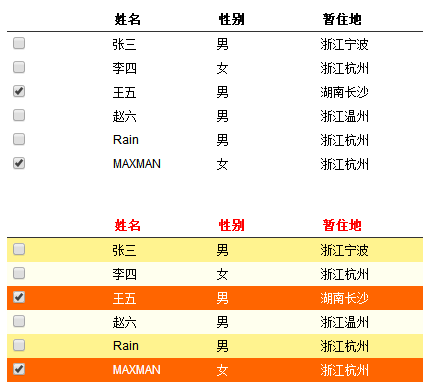 姓名 性别 暂住地
张三 男 浙江宁波
李四 女 浙江杭州
王五 男 湖南长沙
赵六 男 浙江温州
Rain 男 浙江杭州
MAXMAN 女 浙江杭州
姓名 性别 暂住地
张三 男 浙江宁波
李四 女 浙江杭州
王五 男 湖南长沙
赵六 男 浙江温州
Rain 男 浙江杭州
MAXMAN 女 浙江杭州